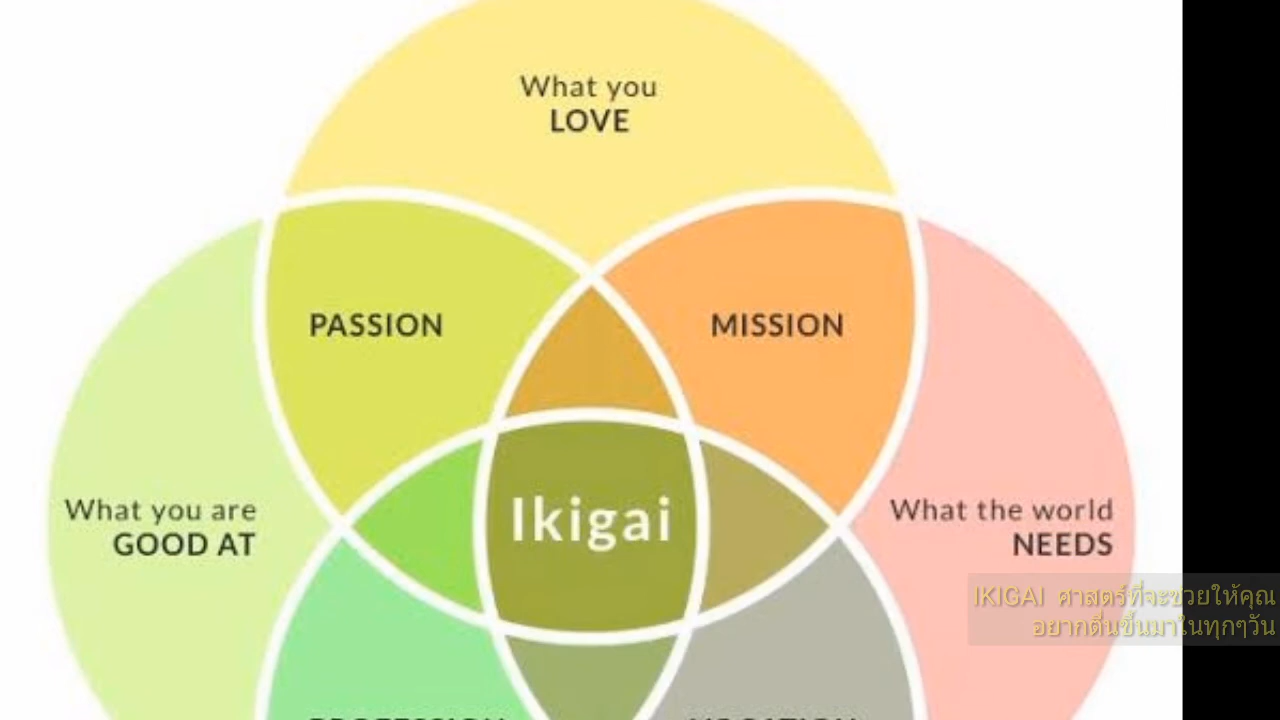 What you
LOVE
PASSION
MISSION
Ikigai
What you are
GOOD AT
What the world
NEEDS
IKIGAI ศาสตร์ที่จะช่วยให้คุณ
อยากตื่นขึ้นมาในทุกๆวัน